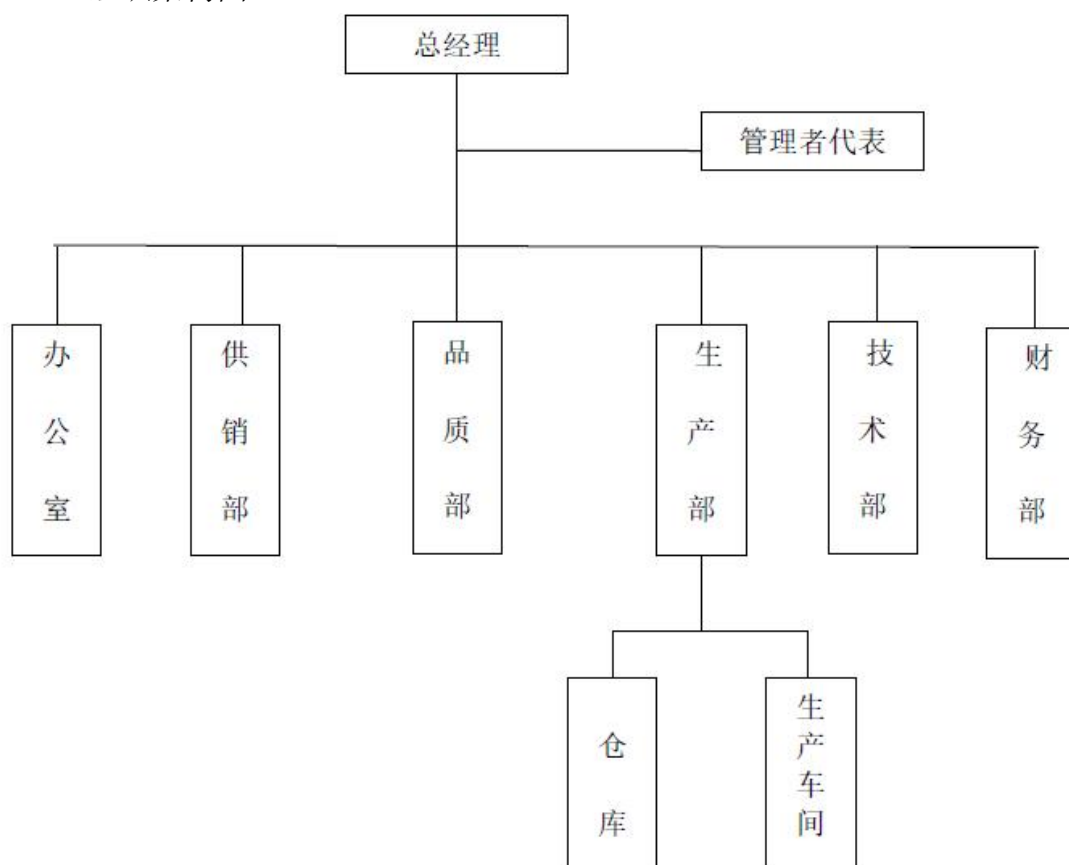 总经理
管理者代表
办公室
供销部
品质部
生产部
技术部
财务部
仓库
生产车间